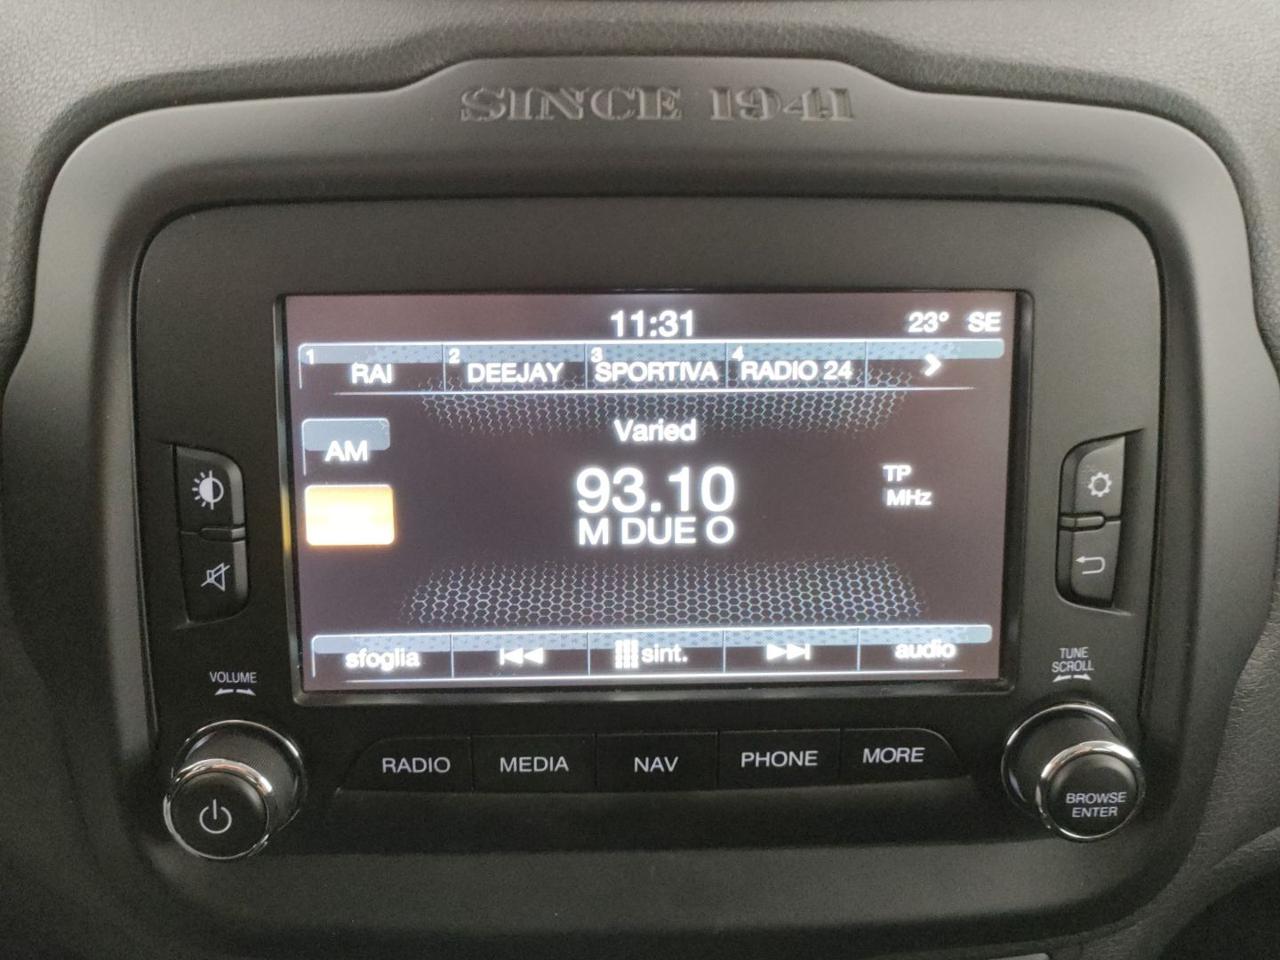 SINCE 1941
11:31 23° SE
1 RAI 2 DEEJAY 3 SPORTIVA 4 RADIO 24
Varied
AM
93.10 TP
MHz
M DUE O
sfoglia sint. audio
VOLUME
TUNE
SCROLL
RADIO MEDIA NAV PHONE MORE
BROWSE
ENTER